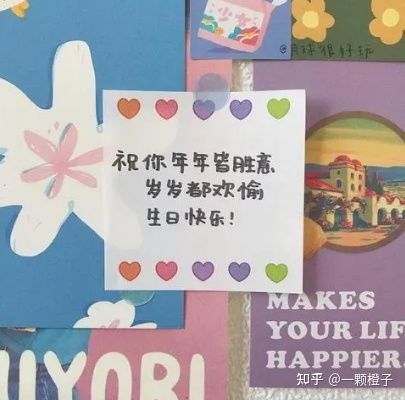 @月球很好玩
祝你年年皆胜意
岁岁都欢愉
生日快乐!
MAKES
YOUR LIF
HAPPIER.
UYORI
知乎 @一颗橙子